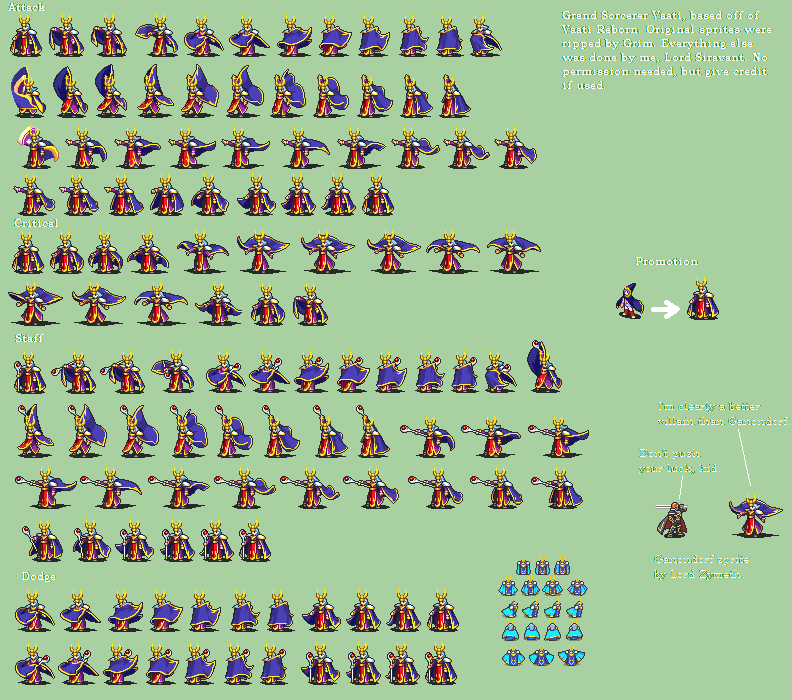 Attack
Grand Sorcerer Vaati, based off of
Vaati Reborn. Original sprites were
ripped by Grim. Everything else
was done by me, Lord Siravant. No
permission needed, but give credit
if used.
Critical
Promotion
Staff
I'm clearly a better
villain than Ganondorf
Don't push
your luck, kid.
Ganondorf sprite
by Lord
Dodge